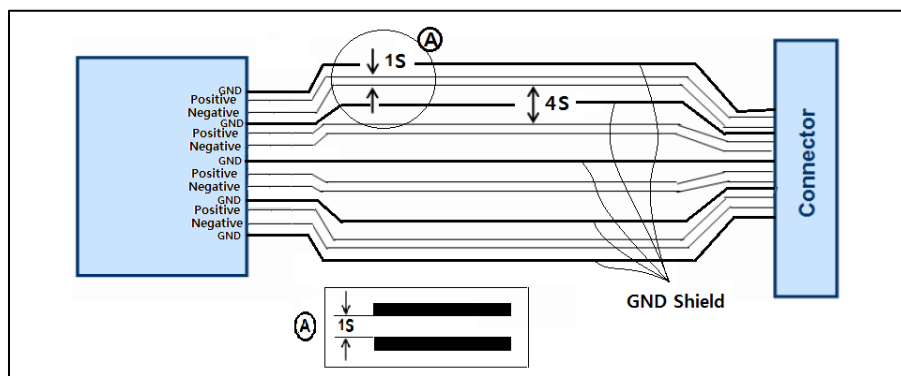 A
1S
GND
Positive
Negative
GND
Positive
Negative
GND
Positive
Negative
GND
Positive
Negative
GND
4S
Connector
GND Shield
A
1S